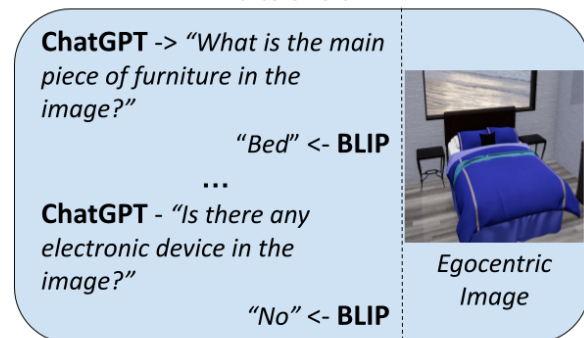 ChatGPT -> “What is the main
piece of furniture in the
image?”
“Bed” <- BLIP
...
ChatGPT - “Is there any
electronic device in the
image?”
“No” <- BLIP
Egocentric
Image